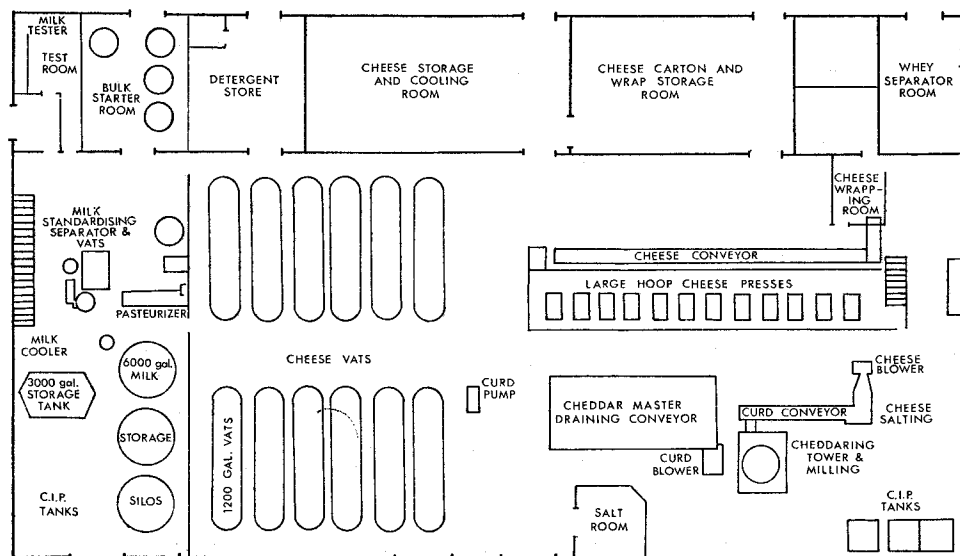 MILK
TESTER
TEST
ROOM
BULK
STARTER
ROOM
DETERGENT
STORE
CHEESE STORAGE
AND COOLING
ROOM
CHEESE CARTON AND
WRAP STORAGE
ROOM
WHEY
SEPARATOR
ROOM
CHEESE
WRAPP-
ING
ROOM
MILK
STANDARDISING
SEPARATOR &
VATS
PASTEURIZER
CHEESE CONVEYOR
LARGE HOOP CHEESE PRESSES
MILK
COOLER
3000 gal.
STORAGE
TANK
6000 gal.
MILK
STORAGE
SILOS
C.I.P.
TANKS
CHEESE VATS
1200 GAL. VATS
CURD
PUMP
CHEDDAR MASTER
DRAINING CONVEYOR
CURD
BLOWER
CHEESE
BLOWER
CURD CONVEYOR
CHEESE
SALTING
CHEDDARING
TOWER &
MILLING
SALT
ROOM
C.I.P.
TANKS